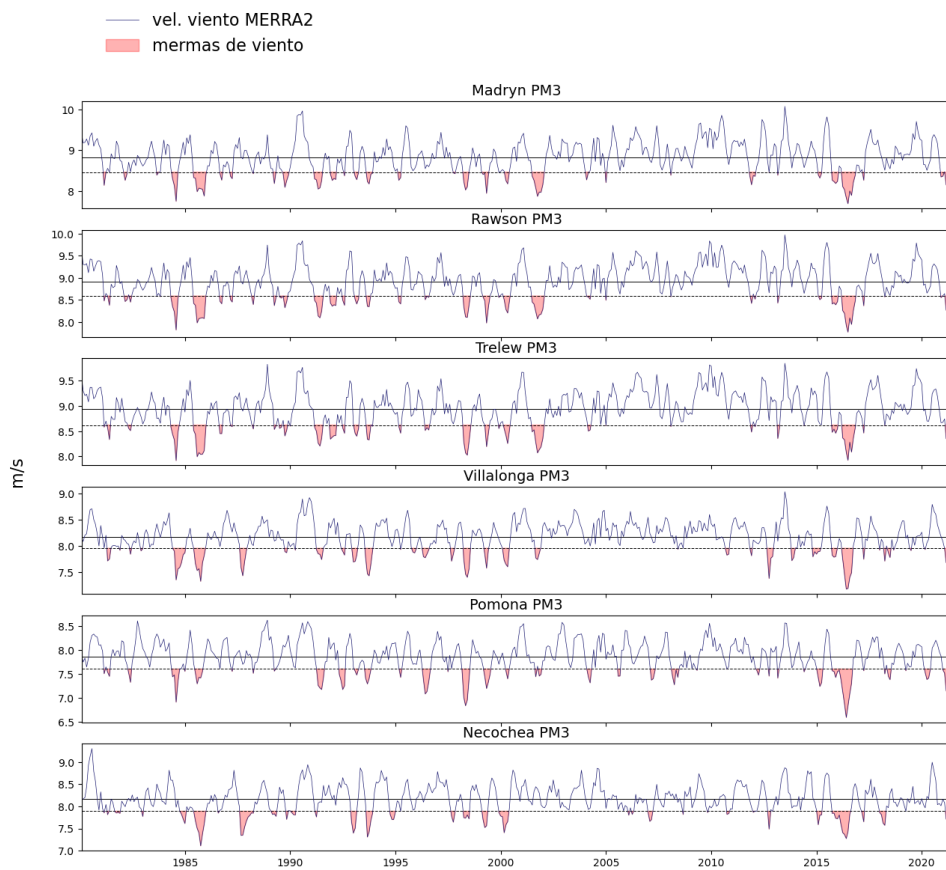 vel. viento MERRA2
mermas de viento
m/s
Madryn PM3
10
9
8
Rawson PM3
10.0
9.5
9.0
8.5
8.0
Trelew PM3
9.5
9.0
8.5
8.0
Villalonga PM3
9.0
8.5
8.0
7.5
Pomona PM3
8.5
8.0
7.5
7.0
6.5
Necochea PM3
9.0
8.5
8.0
7.5
7.0
1985 1990 1995 2000 2005 2010 2015 2020